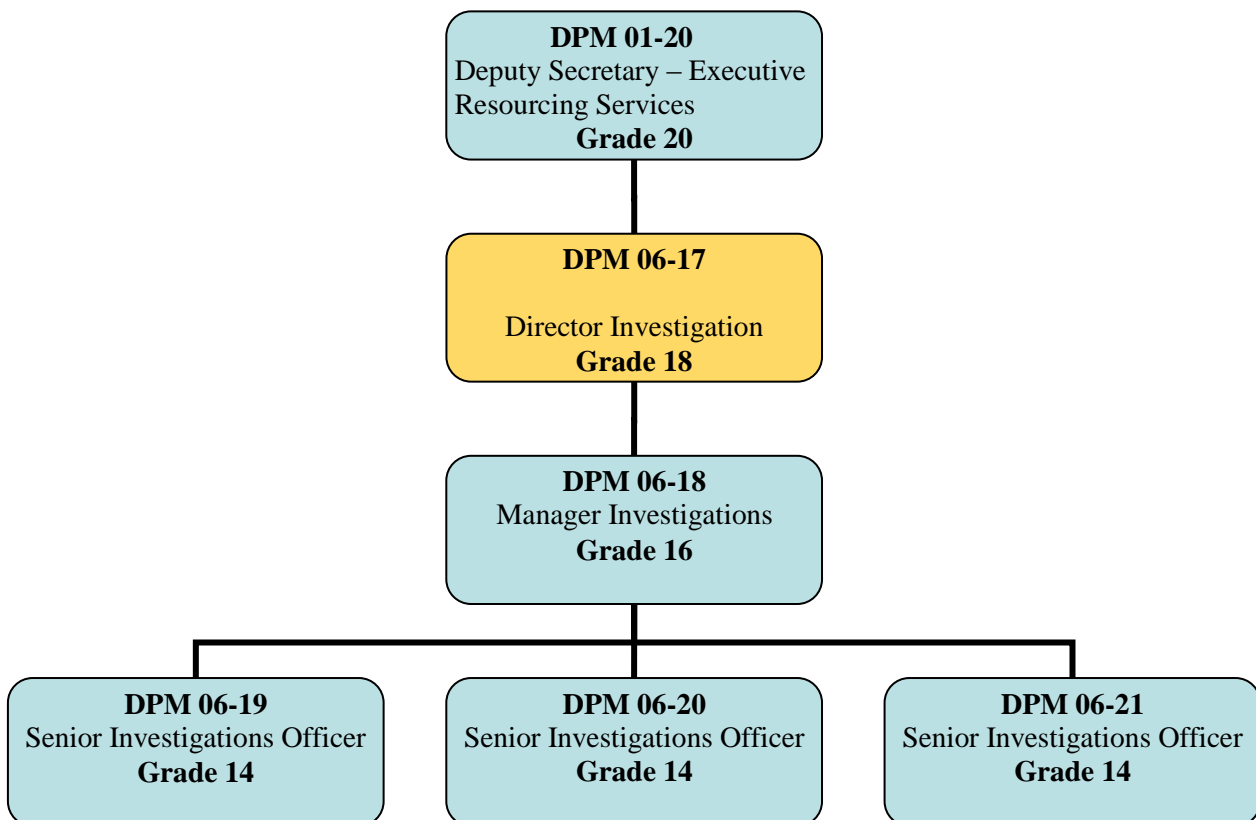 DPM 01-20
Deputy Secretary – Executive
Resourcing Services
Grade 20
DPM 06-17
Director Investigation
Grade 18
DPM 06-18
Manager Investigations
Grade 16
DPM 06-19
Senior Investigations Officer
Grade 14
DPM 06-20
Senior Investigations Officer
Grade 14
DPM 06-21
Senior Investigations Officer
Grade 14